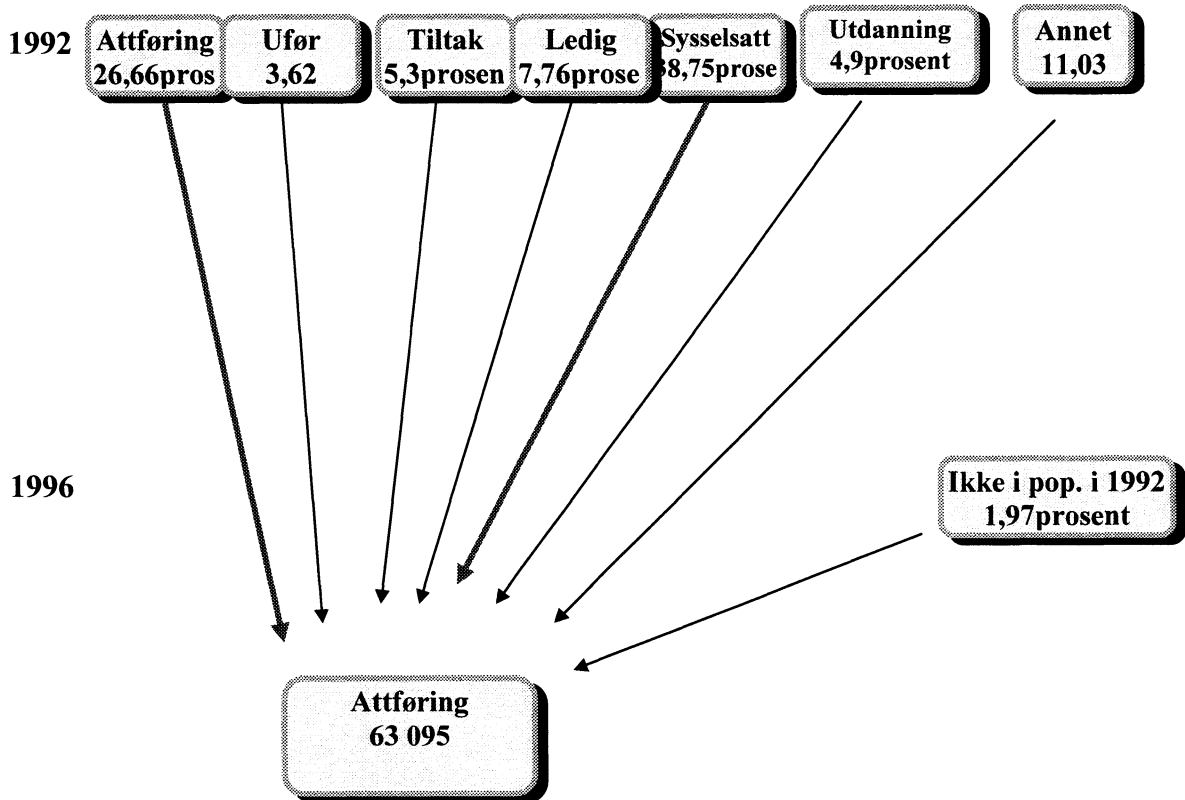 1992
Attføring
26,66pros
Ufør
3,62
Tiltak
5,3prosen
Ledig
7,76prose
Sysselsatt
38,75prose
Utdanning
4,9prosent
Annet
11,03
1996
Ikke i pop. i 1992
1,97prosent
Attføring
63 095